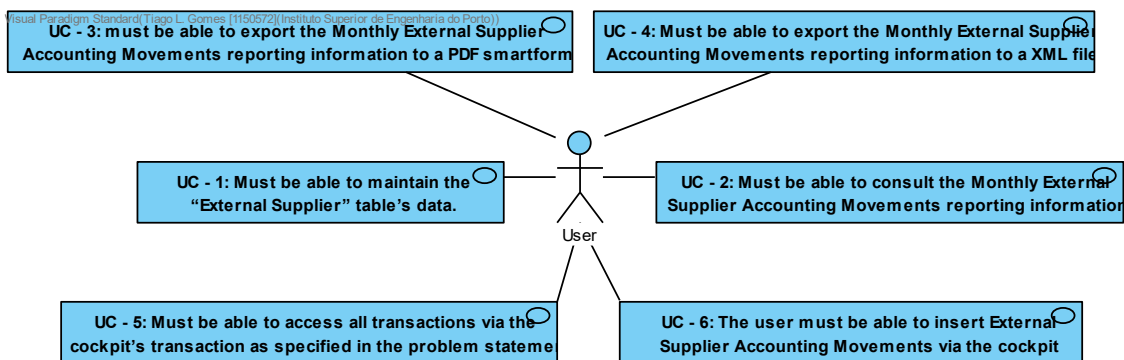 Visual Paradigm Standard(Tiago L. Gomes [1150572](Instituto Superior de Engenharia do Porto))
UC - 3: must be able to export the Monthly External Supplier
Accounting Movements reporting information to a PDF smartform
UC - 4: Must be able to export the Monthly External Supplier
Accounting Movements reporting information to a XML file
UC - 1: Must be able to maintain the
“External Supplier” table's data.
UC - 2: Must be able to consult the Monthly External
Supplier Accounting Movements reporting information
User
UC - 5: Must be able to access all transactions via the
cockpit's transaction as specified in the problem stateme
UC - 6: The user must be able to insert External
Supplier Accounting Movements via the cockpit